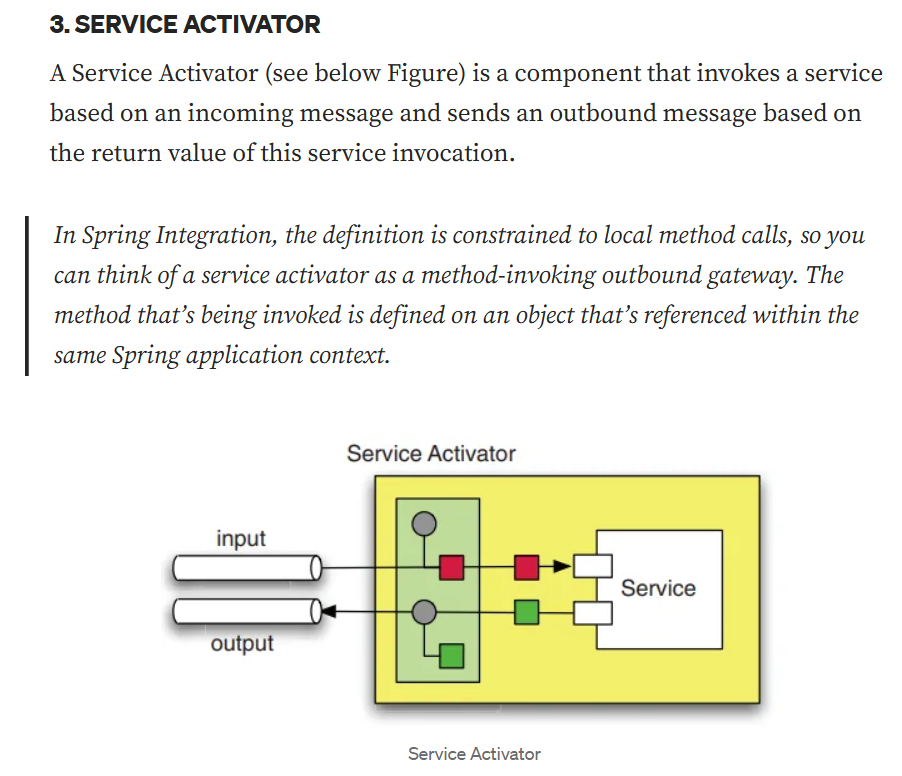 3. SERVICE ACTIVATOR
A Service Activator (see below Figure) is a component that invokes a service
based on an incoming message and sends an outbound message based on
the return value of this service invocation.
In Spring Integration, the definition is constrained to local method calls, so you
can think of a service activator as a method-invoking outbound gateway. The
method that’s being invoked is defined on an object that’s referenced within the
same Spring application context.
Service Activator
input
Service
output
Service Activator